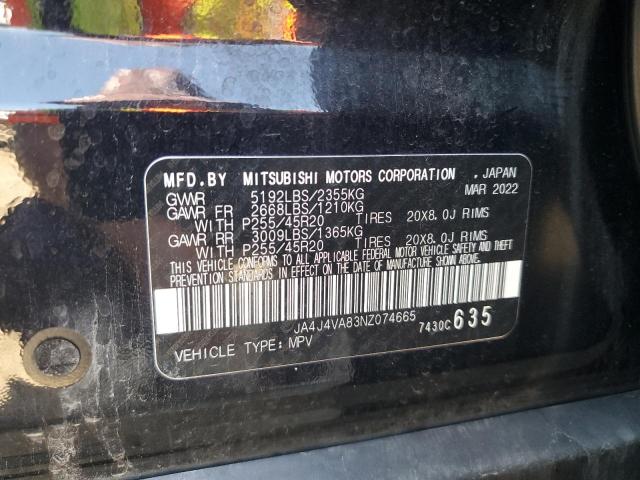 MFD.BY MITSUBISHI MOTORS CORPORATION , JAPAN
GVWR 5192LBS/2355KG MAR 2022
GAWR FR 2668LBS/1210KG
WITH P255/45R20 TIRES 20X8.0J RIMS
GAWR RR 3009LBS/1365KG
WITH P255/45R20 TIRES 20X8.0J RIMS
THIS VEHICLE CONFORMS TO ALL APPLICABLE FEDERAL MOTOR VEHICLE SAFETY AND THEFT
PREVENTION STANDARDS IN EFFECT ON THE DATE OF MANUFACTURE SHOWN ABOVE.
JA4J4VA83NZ074665 7430C635
VEHICLE TYPE: MPV